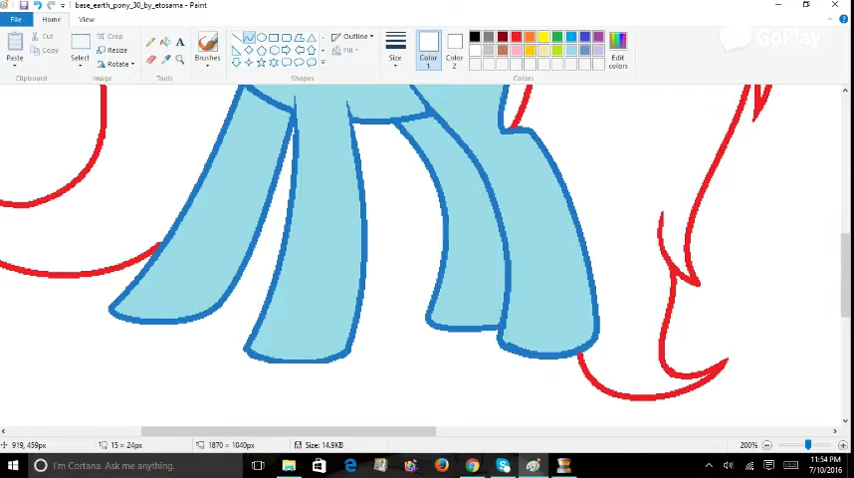 base_earth_pony_30_by_etosama - Paint
File Home View
Paste
Cut
Copy
Clipboard
Select
Crop
Resize
Rotate
Image
A
Tools
Brushes
Outline
Fill
Shapes
Size
Color
1
Color
2
Edit
colors
Colors
GoPlay
919, 459px
15 × 24px
1870 × 1040px
Size: 14.9KB
200%
I'm Cortana. Ask me anything.
11:54 PM
7/10/2016